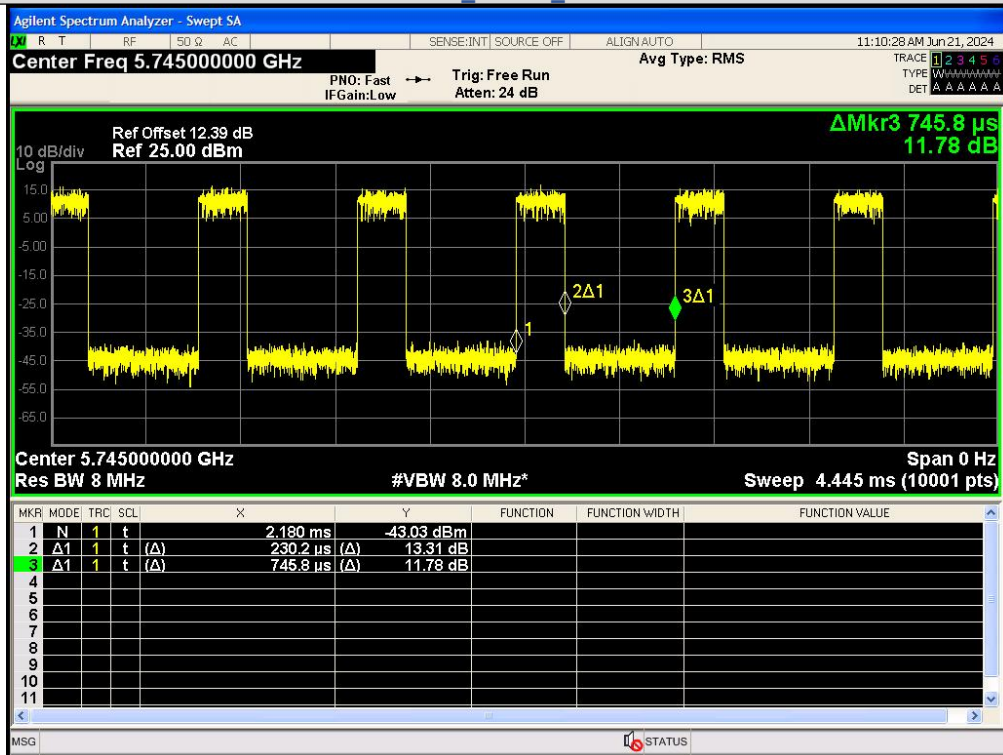 Agilent Spectrum Analyzer - Swept SA
LXI R T RF 50 Ω AC SENSE:INT SOURCE OFF ALIGN AUTO 11:10:28 AM Jun 21, 2024
Center Freq 5.745000000 GHz
Avg Type: RMS
TRACE 1 2 3 4 5 6
PNO: Fast Trig: Free Run
TYPE W
IFGain:Low Atten: 24 dB
DET A A A A A A
ΔMkr3 745.8 µs
11.78 dB
Ref Offset 12.39 dB
10 dB/div Ref 25.00 dBm
Log
15.0
5.00
-5.00
-15.0
-25.0
-35.0
-45.0
-55.0
-65.0
2Δ1
3Δ1
1
Center 5.745000000 GHz Span 0 Hz
Res BW 8 MHz #VBW 8.0 MHz* Sweep 4.445 ms (10001 pts)
MKR MODE TRC SCL X Y FUNCTION FUNCTION WIDTH FUNCTION VALUE
1 N 1 t 2.180 ms -43.03 dBm
2 Δ1 1 t (Δ) 230.2 µs (Δ) 13.31 dB
3 Δ1 1 t (Δ) 745.8 µs (Δ) 11.78 dB
4
5
6
7
8
9
10
11
MSG STATUS